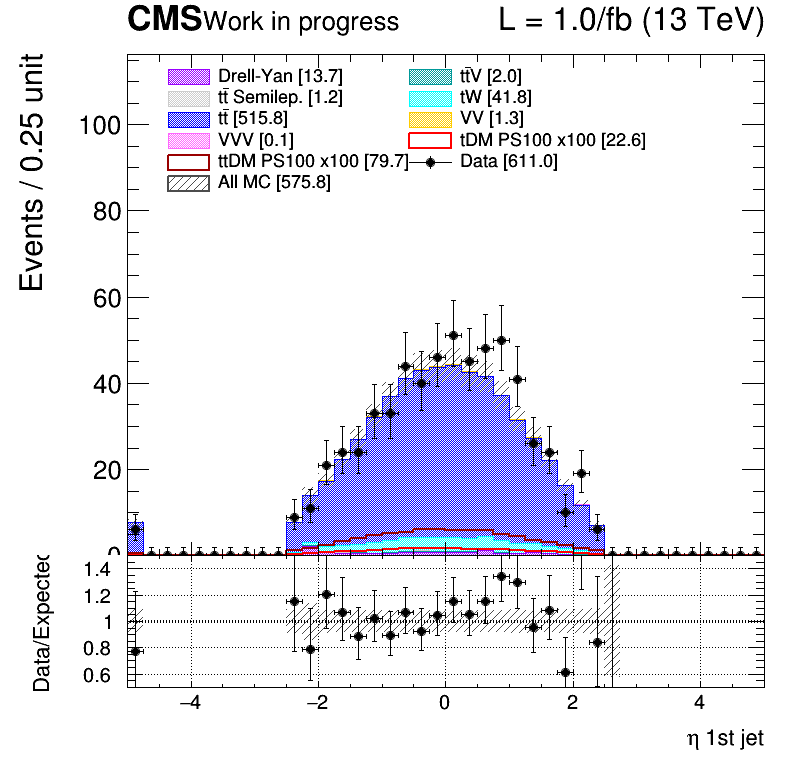 CMS Work in progress L = 1.0/fb (13 TeV)
Events / 0.25 unit
Drell-Yan [13.7] tt̄V [2.0]
tt̄ Semilep. [1.2] tW [41.8]
tt̄ [515.8] VV [1.3]
VVV [0.1] tDM PS100 x100 [22.6]
ttDM PS100 x100 [79.7] Data [611.0]
All MC [575.8]
100
80
60
40
20
0
Data/Expected
1.4
1.2
1
0.8
0.6
−4 −2 0 2 4
η 1st jet